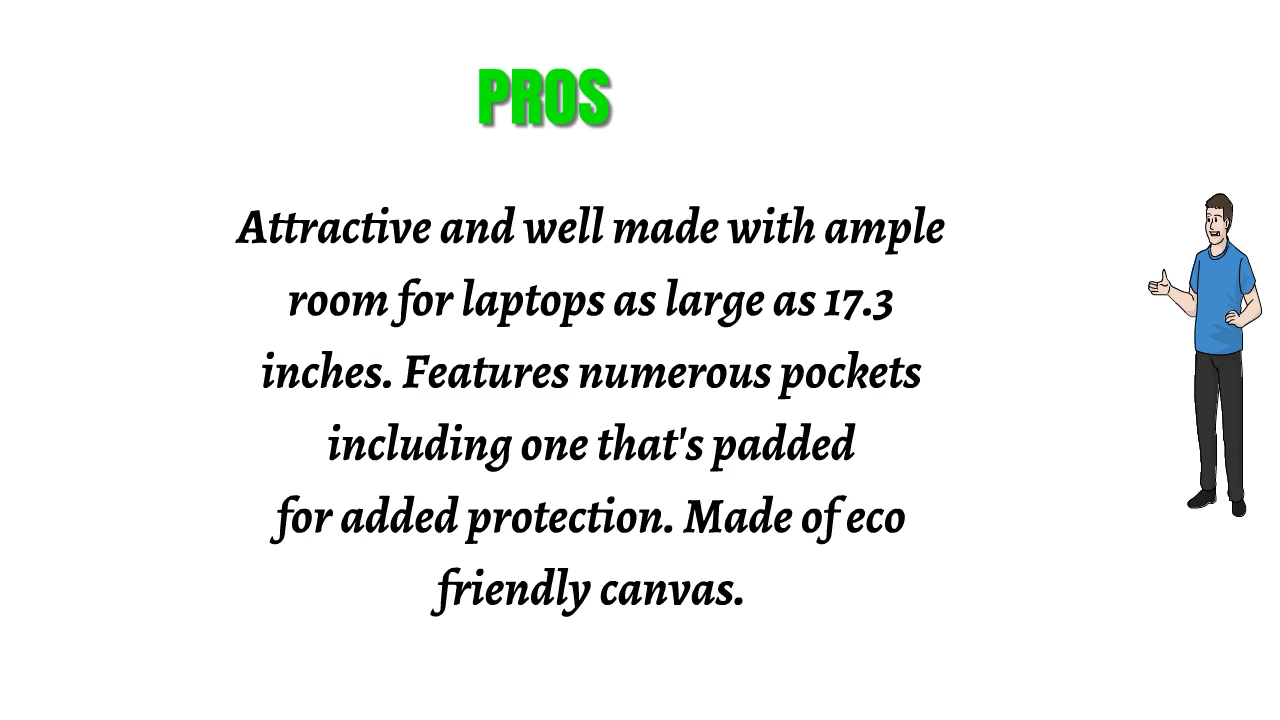 PROS
Attractive and well made with ample
room for laptops as large as 17.3
inches. Features numerous pockets
including one that's padded
for added protection. Made of eco
friendly canvas.